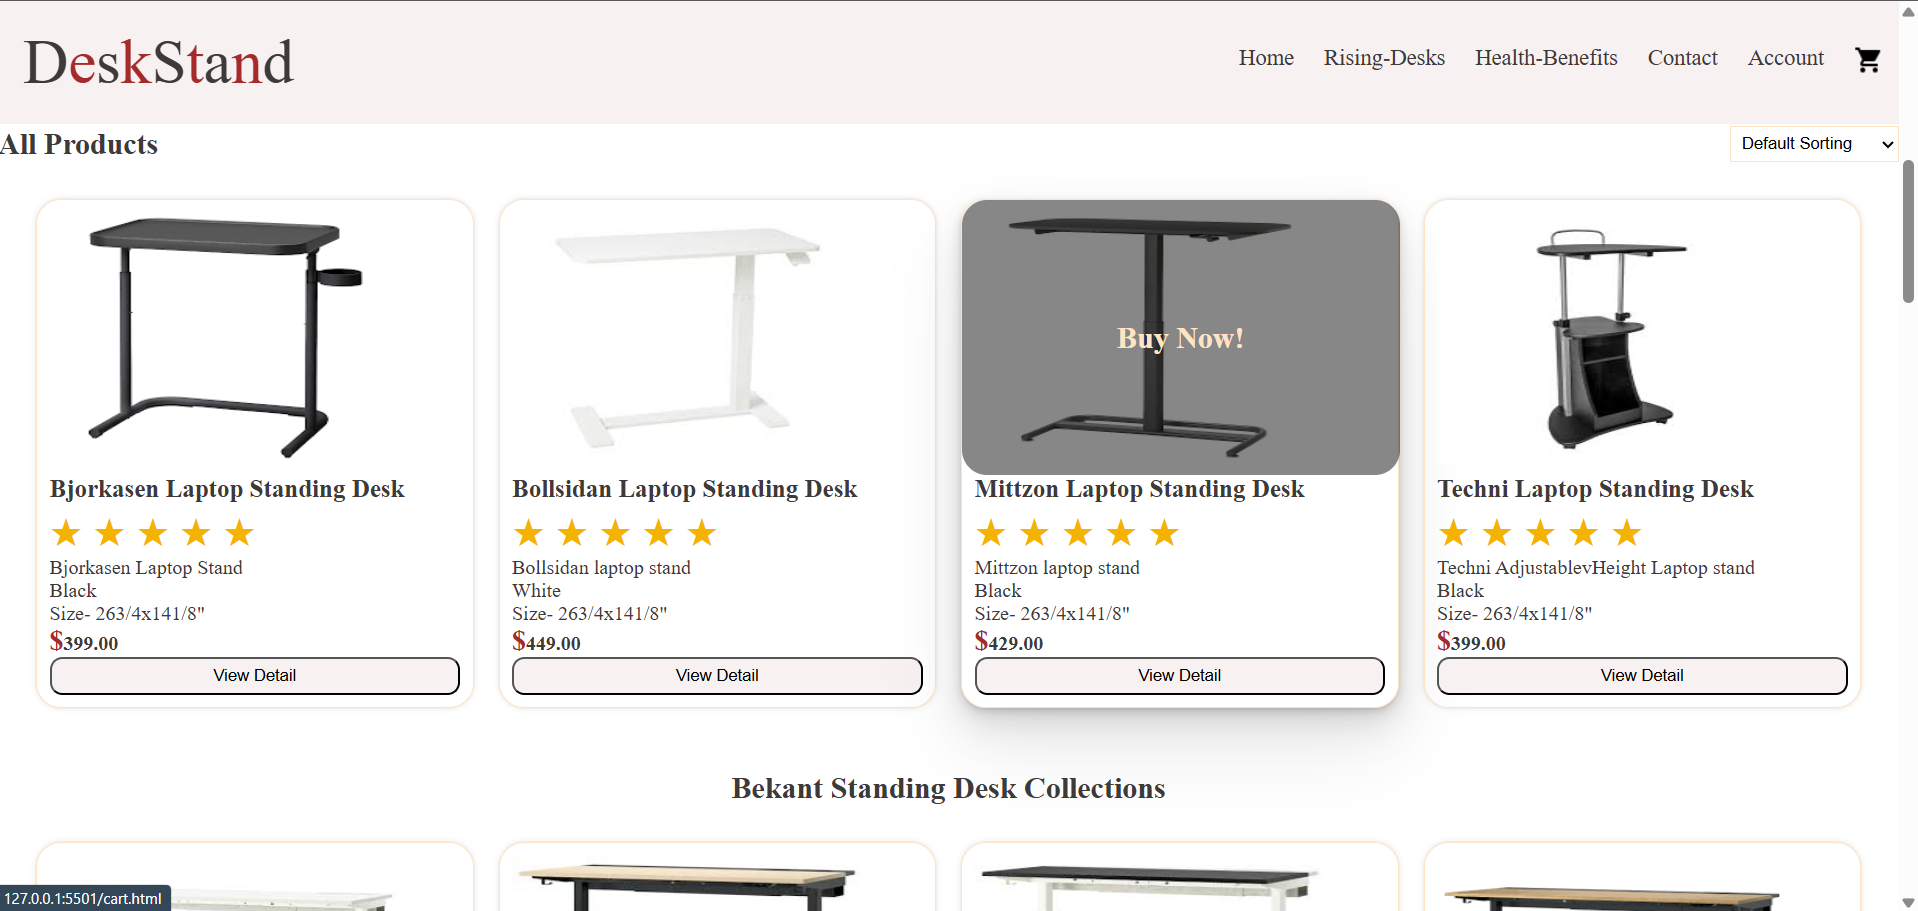 DeskStand
Home Rising-Desks Health-Benefits Contact Account
All Products
Default Sorting
Buy Now!
Bjorkasen Laptop Standing Desk
Bjorkasen Laptop Stand
Black
Size- 263/4x141/8"
$399.00
View Detail
Bollsidan Laptop Standing Desk
Bollsidan laptop stand
White
Size- 263/4x141/8"
$449.00
View Detail
Mittzon Laptop Standing Desk
Mittzon laptop stand
Black
Size- 263/4x141/8"
$429.00
View Detail
Techni Laptop Standing Desk
Techni AdjustablevHeight Laptop stand
Black
Size- 263/4x141/8"
$399.00
View Detail
Bekant Standing Desk Collections
127.0.0.1:5501/cart.html